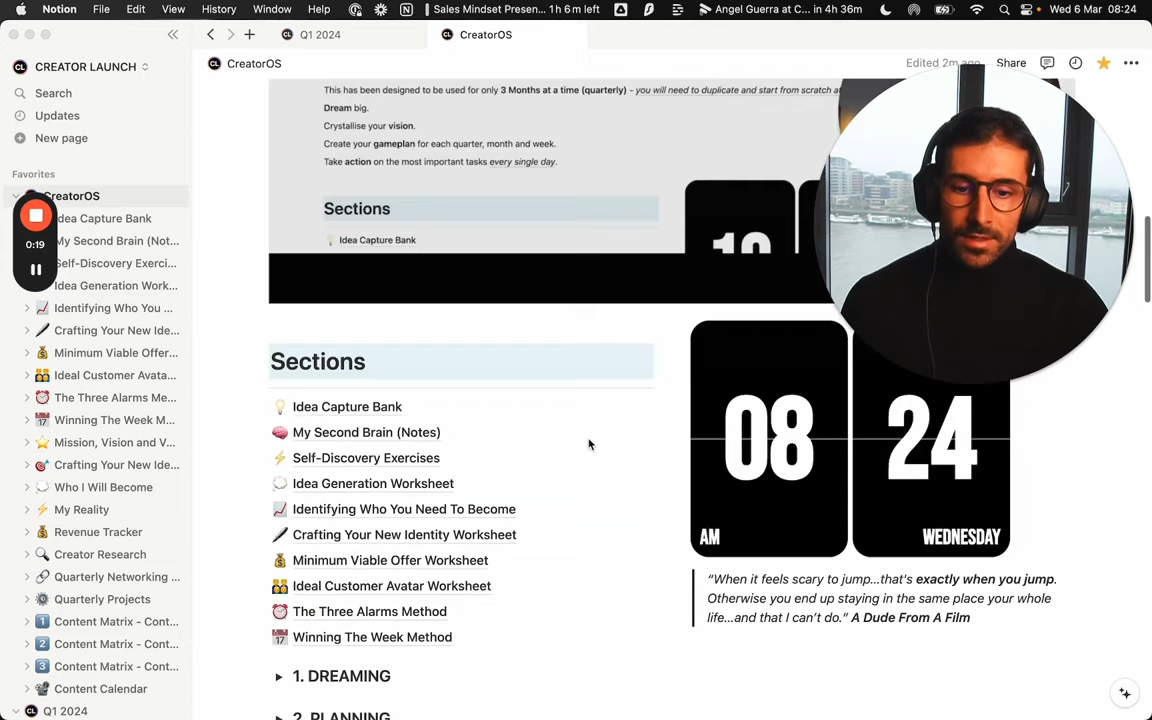 Notion File Edit View History Window Help Sales Mindset Presen... 1 h 6 m left Angel Guerra at C... in 4h 36m Wed 6 Mar 08:24
Q1 2024
CreatorOS
CREATOR LAUNCH
CreatorOS
Edited 2m ago
Share
Search
Updates
New page
Favorites
CreatorOS
Idea Capture Bank
My Second Brain (Not...
Self-Discovery Exerci...
Idea Generation Work...
Identifying Who You ...
Crafting Your New Ide...
Minimum Viable Offer...
Ideal Customer Avata...
The Three Alarms Me...
Winning The Week M...
Mission, Vision and V...
Crafting Your New Ide...
Who I Will Become
My Reality
Revenue Tracker
Creator Research
Quarterly Networking ...
Quarterly Projects
1 Content Matrix - Cont...
2 Content Matrix - Cont...
3 Content Matrix - Cont...
Content Calendar
Q1 2024
0:19
This has been designed to be used for only 3 Months at a time (quarterly) - you will need to duplicate and start from scratch
Dream big.
Crystallise your vision.
Create your gameplan for each quarter, month and week.
Take action on the most important tasks every single day.
Sections
Idea Capture Bank
Sections
Idea Capture Bank
My Second Brain (Notes)
Self-Discovery Exercises
Idea Generation Worksheet
Identifying Who You Need To Become
Crafting Your New Identity Worksheet
Minimum Viable Offer Worksheet
Ideal Customer Avatar Worksheet
The Three Alarms Method
Winning The Week Method
1. DREAMING
2. PLANNING
08 24
AM WEDNESDAY
“When it feels scary to jump...that's exactly when you jump.
Otherwise you end up staying in the same place your whole
life...and that I can't do.” A Dude From A Film